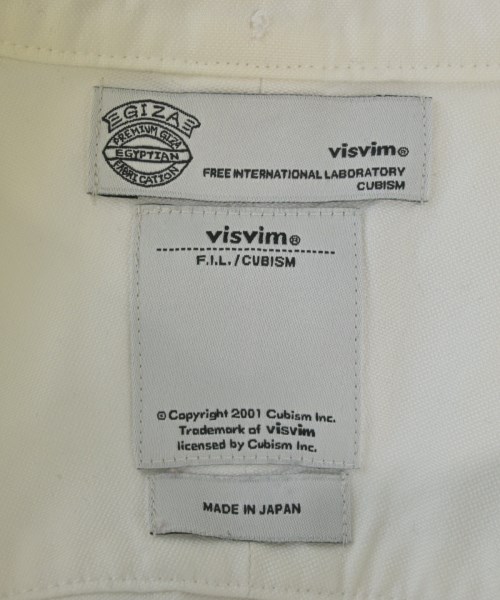 GIZA
PREMIUM GIZA
EGYPTIAN
FABRICATION
visvim®
FREE INTERNATIONAL LABORATORY
CUBISM
visvim®
F.I.L./CUBISM
© Copyright 2001 Cubism Inc.
Trademark of visvim
licensed by Cubism Inc.
MADE IN JAPAN